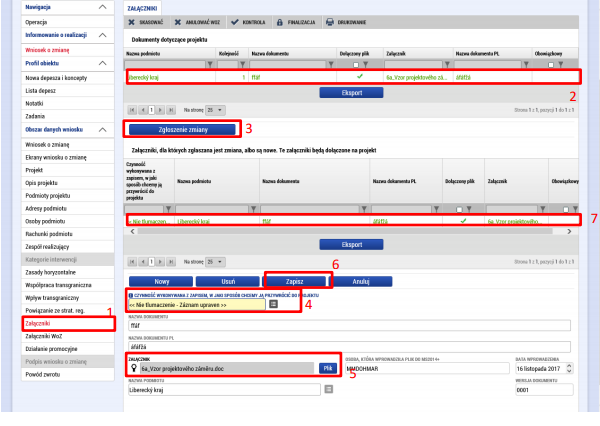 Nawigacja
Operacja
Informowanie o realizacji
Wniosek o zmianę
Profil obiektu
Nowa depesza i koncepty
Lista depesz
Notatki
Zadania
Obszar danych wniosku
Wniosek o zmianę
Ekrany wniosku o zmianę
Projekt
Opis projektu
Podmioty projektu
Adresy podmiotu
Osoby podmiotu
Rachunki podmiotu
Zespół realizujący
Kategorie interwencji
Zasady horyzontalne
Współpraca transgraniczna
Wpływ transgraniczny
Powiązanie ze strat. reg.
1
Załączniki
Załączniki WoZ
Działanie promocyjne
Podpis wniosku o zmianę
Powód zwrotu
ZAŁĄCZNIKI
SKASOWAĆ ANULOWAĆ WOZ KONTROLA FINALIZACJA DRUKOWANIE
Dokumenty dotyczące projektu
Nazwa podmiotu Kolejność Nazwa dokumentu Dołączony plik Załącznik Nazwa dokumentu PL Obowiązkowy
Liberecký kraj 1 ffář 6a_Vzor projektového zá... áfářžá
2
Eksport
1 Na stronę 25 Strona 1 z 1, pozycji 1 do 1 z 1
Zgłoszenie zmiany 3
Załączniki, dla których zgłaszana jest zmiana, albo są nowe. Te załączniki będą dołączone na projekt
Czynność
wykonywana z
zapisem, w jaki
sposób chcemy ją
przywrócić do
projektu
Nazwa podmiotu Nazwa dokumentu Nazwa dokumentu PL Dołączony plik Załącznik Obowiązkowy
<< Nie tłumaczen... Liberecký kraj ffář áfářžá 6a_Vzor projektového...
7
Eksport
1 Na stronę 25 Strona 1 z 1, pozycji 1 do 1 z 1
6
Nowy Usuń Zapisz Anuluj
CZYNNOŚĆ WYKONYWANA Z ZAPISEM, W JAKI SPOSÓB CHCEMY JĄ PRZYWRÓCIĆ DO PROJEKTU
<< Nie tłumaczenie - záznam upraven >> 4
NAZWA DOKUMENTU
ffář
NAZWA DOKUMENTU PL
áfářžá
ZAŁĄCZNIK OSOBA, KTÓRA WPROWADZIŁA PLIK DO MS2014+ DATA WPROWADZENIA
6a_Vzor projektového záměru.doc Plik 5 MMDOHMAR 16 listopada 2017
NAZWA PODMIOTU WERSJA DOKUMENTU
Liberecký kraj 0001